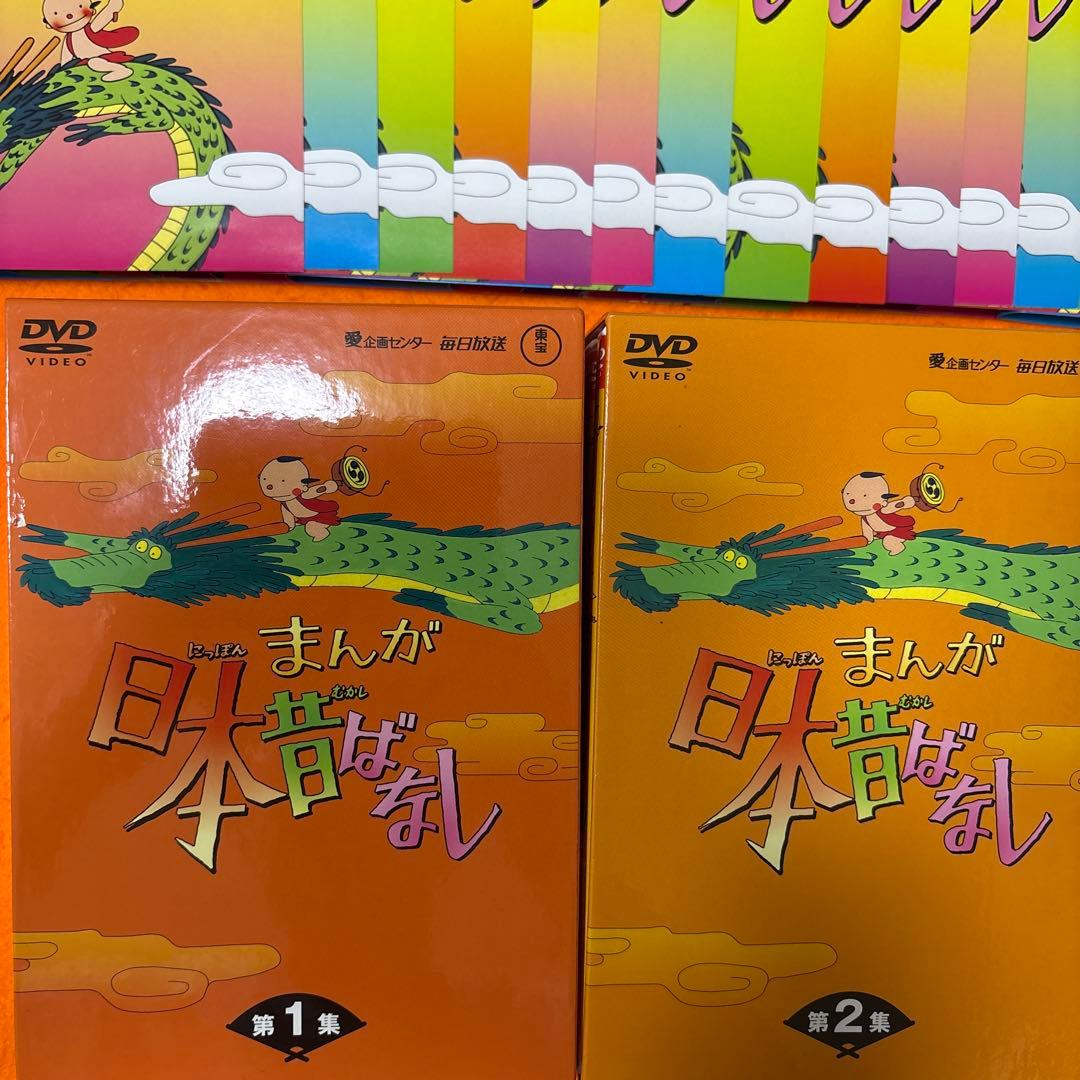 DVD
VIDEO
愛企画センター 毎日放送
東宝
まんが
にっぽん
日本
むかし
昔ばなし
第1集
DVD
VIDEO
愛企画センター 毎日放送
まんが
にっぽん
日本
むかし
昔ばなし
第2集